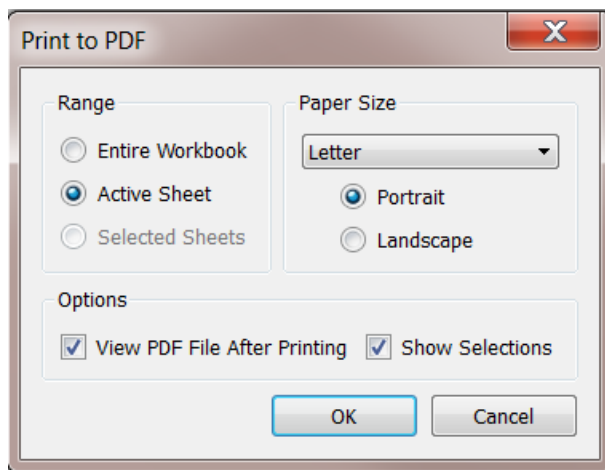 Print to PDF
Range
Entire Workbook
Active Sheet
Selected Sheets
Paper Size
Letter
Portrait
Landscape
Options
View PDF File After Printing
Show Selections
OK
Cancel